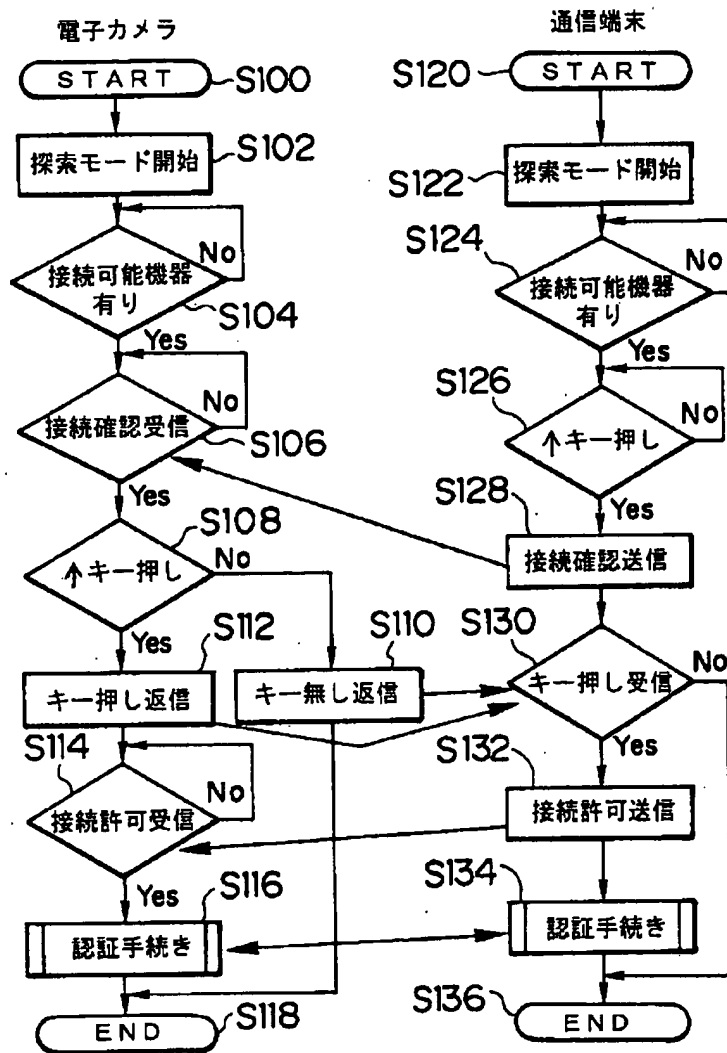 電子カメラ
START
S100
探索モード開始
S102
No
接続可能機器
有り
S104
Yes
No
接続確認受信
S106
Yes
S108
↑キー押し
No
Yes
S112
キー押し返信
S110
キー無し返信
S114
No
接続許可受信
Yes
S116
認証手続き
END
S118
通信端末
S120
START
S122
探索モード開始
S124
No
接続可能機器
有り
Yes
S126
No
↑キー押し
Yes
S128
接続確認送信
S130
No
キー押し受信
Yes
S132
接続許可送信
S134
認証手続き
S136
END